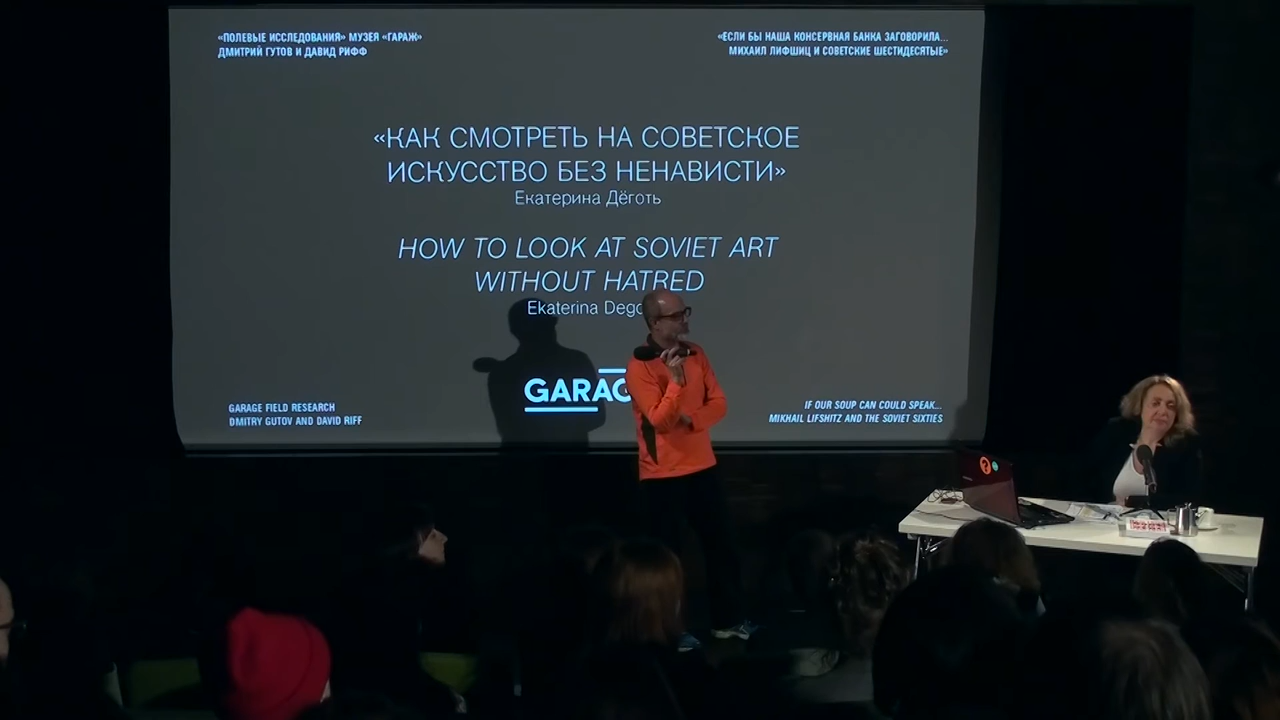 «ПОЛЕВЫЕ ИССЛЕДОВАНИЯ» МУЗЕЯ «ГАРАЖ»
ДМИТРИЙ ГУТОВ И ДАВИД РИФФ
«ЕСЛИ БЫ НАША КОНСЕРВНАЯ БАНКА ЗАГОВОРИЛА...
МИХАИЛ ЛИФШИЦ И СОВЕТСКИЕ ШЕСТИДЕСЯТЫЕ»
«КАК СМОТРЕТЬ НА СОВЕТСКОЕ
ИСКУССТВО БЕЗ НЕНАВИСТИ»
Екатерина Дёготь
HOW TO LOOK AT SOVIET ART
WITHOUT HATRED
Ekaterina Dego
GARAG
GARAGE FIELD RESEARCH
DMITRY GUTOV AND DAVID RIFF
IF OUR SOUP CAN COULD SPEAK...
MIKHAIL LIFSHITZ AND THE SOVIET SIXTIES